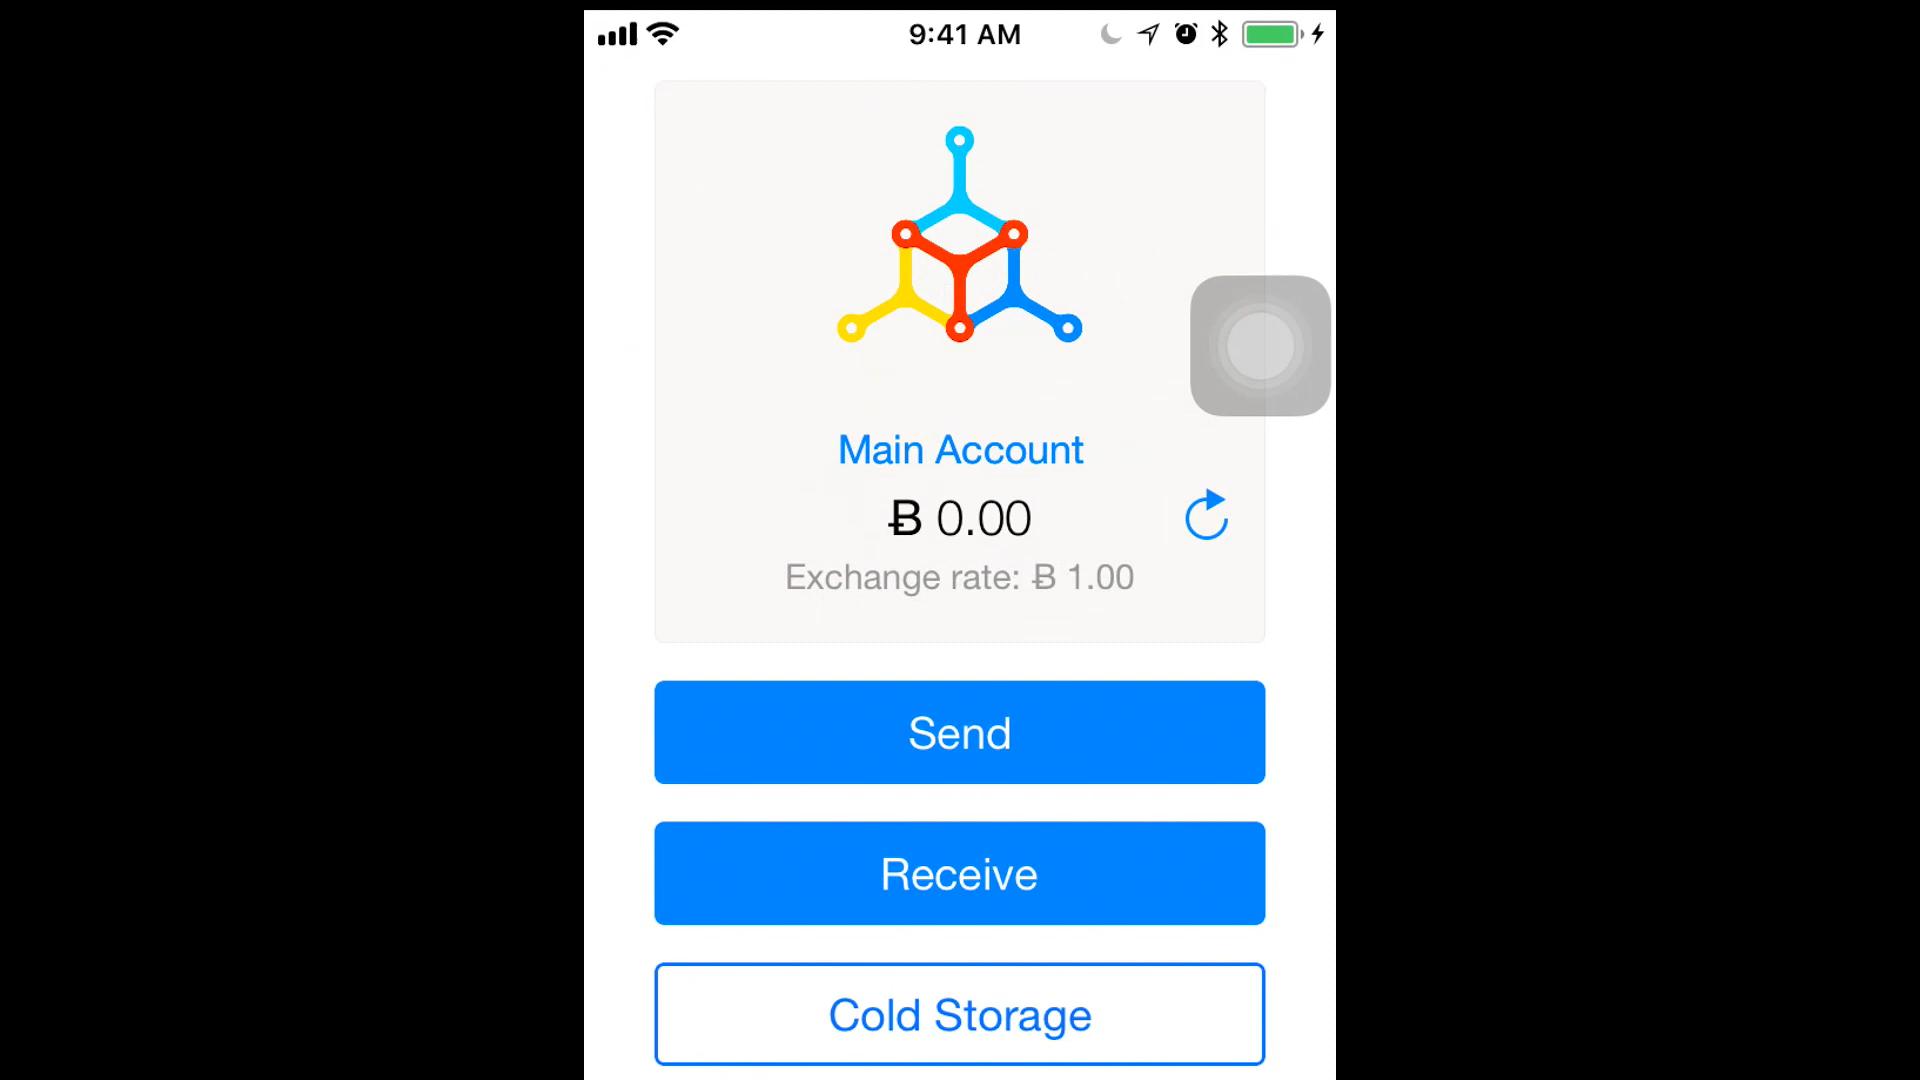 9:41 AM
Main Account
Ƀ 0.00
Exchange rate: Ƀ 1.00
Send
Receive
Cold Storage